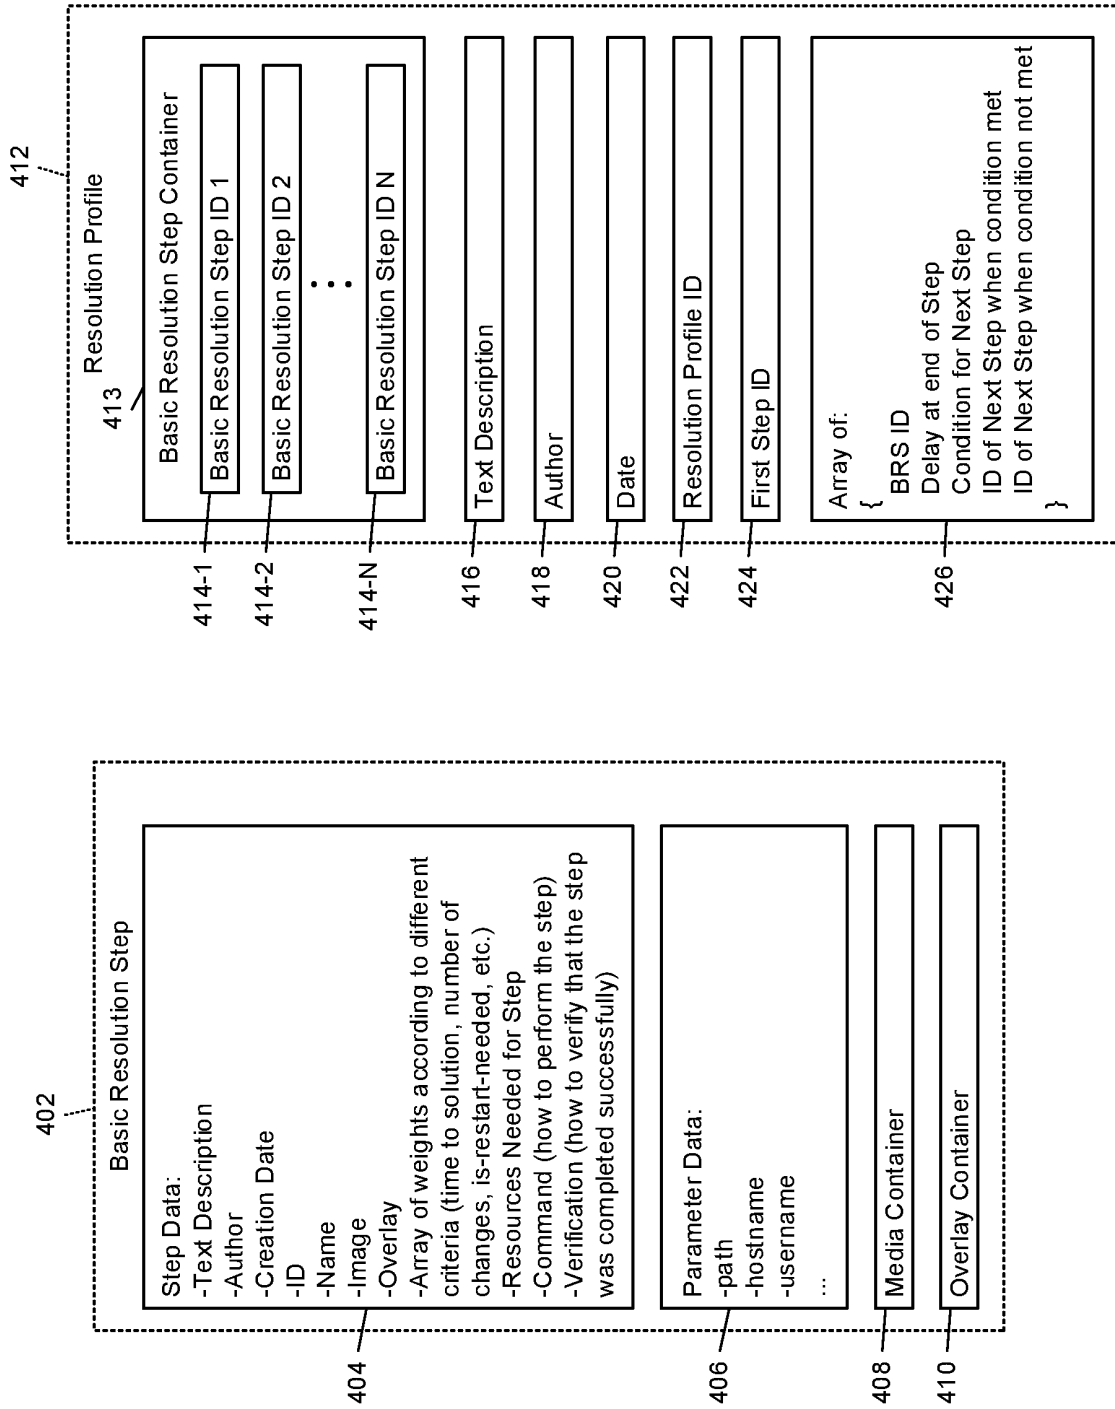 402
Basic Resolution Step
404
Step Data:
-Text Description
-Author
-Creation Date
-ID
-Name
-Image
-Overlay
-Array of weights according to different
criteria (time to solution, number of
changes, is-restart-needed, etc.)
-Resources Needed for Step
-Command (how to perform the step)
-Verification (how to verify that the step
was completed successfully)
406
Parameter Data:
-path
-hostname
-username
...
408
Media Container
410
Overlay Container
412
Resolution Profile
413
Basic Resolution Step Container
414-1
Basic Resolution Step ID 1
414-2
Basic Resolution Step ID 2
...
414-N
Basic Resolution Step ID N
416
Text Description
418
Author
420
Date
422
Resolution Profile ID
424
First Step ID
426
Array of:
{
BRS ID
Delay at end of Step
Condition for Next Step
ID of Next Step when condition met
ID of Next Step when condition not met
}